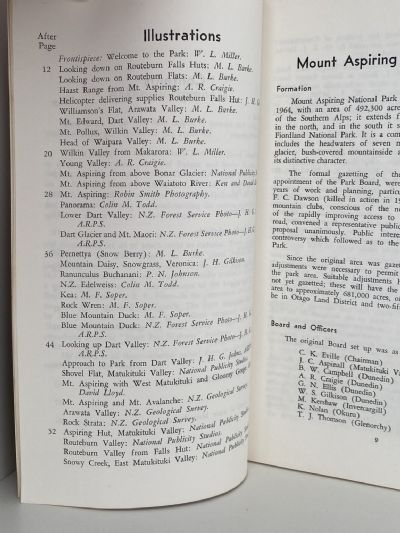 After
Page
Illustrations
Frontispiece: Welcome to the Park: W. L. Miller.
12 Looking down on Routeburn Falls Huts: M. L. Burke.
Looking down on Routeburn Flats: M. L. Burke.
Haast Range from Mt. Aspiring: A. R. Craigie.
Helicopter delivering supplies Routeburn Falls Hut: J. H. G
Williamson's Flat, Arawata Valley: M. L. Burke.
Mt. Edward, Dart Valley: M. L. Burke.
Mt. Pollux, Wilkin Valley: M. L. Burke.
Head of Waipara Valley: M. L. Burke.
20 Wilkin Valley from Makarora: W. L. Miller.
Young Valley: A. R. Craigie.
Mt. Aspiring from above Bonar Glacier: National Publicity S
Mt. Aspiring from above Waiatoto River: Ken and David
28 Mt. Aspiring: Robin Smith Photography.
Panorama: Colin M. Todd.
Lower Dart Valley: N.Z. Forest Service Photo—J. H. G
A.R.P.S.
Dart Glacier and Mt. Maori: N.Z. Forest Service Photo—J. H.
A.R.P.S.
36 Pernettya (Snow Berry): M. L. Burke.
Mountain Daisy, Snowgrass, Veronica: J. H. Gilkison.
Ranunculus Buchanani: P. N. Johnson.
N.Z. Edelweiss: Colin M. Todd.
Kea: M. F. Soper.
Rock Wren: M. F. Soper.
Blue Mountain Duck: M. F. Soper.
Blue Mountain Duck: N.Z. Forest Service Photo—J. H.
A.R.P.S.
44 Looking up Dart Valley: N.Z. Forest Service Photo—J. H.
A.R.P.S.
Approach to Park from Dart Valley: J. H. G. Johns,
Shovel Flat, Matukituki Valley: National Publicity Studios.
Mt. Aspiring with West Matukituki and Gloomy Gorge
David Lloyd.
Mt. Aspiring and Mt. Avalanche: N.Z. Geological Survey.
Arawata Valley: N.Z. Geological Survey.
Rock Strata: N.Z. Geological Survey.
52 Aspiring Hut, Matukituki Valley: National Publicity Studios
Routeburn Valley: National Publicity Studios.
Routeburn Valley from Falls Hut: National Publicity
Snowy Creek, East Matukituki Valley: National Publicity
Mount Aspiring
Formation
Mount Aspiring National Park
1964, with an area of 492,300 acre
of the Southern Alps; it extends f
in the north, and in the south it s
Fiordland National Park. It is a com
includes the headwaters of seven m
glacier, bush-covered mountainside a
its distinctive character.
The formal gazetting of the
appointment of the Park Board, were
years of work and planning, particu
P. C. Dawson (killed in action in 19
mountain clubs, conscious of the n
of the rapidly improving access to
road, convened a representative public
proposal unanimously. Public inter
controversy which followed as to the
Park.
Since the original area was gazett
adjustments were necessary to permit
the park area. Suitable adjustments h
not yet gazetted; these will have the
area to approximately 681,000 acres, o
be in Otago Land District and two-fift
Board and Officers
The original Board set up was as
C. K. Eville (Chairman)
J. C. Aspinall (Matukituki Val
B. W. Campbell (Dunedin)
A. R. Craigie (Dunedin)
G. N. Ellis (Dunedin)
W. S. Gilkison (Dunedin)
M. Kershaw (Invercargill)
K. Nolan (Okuru)
T. J. Thomson (Glenorchy)
9